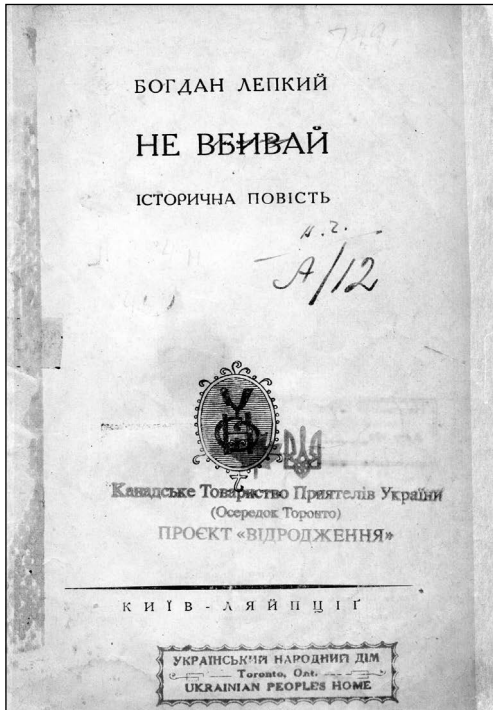 БОГДАН ЛЕПКИЙ
НЕ ВБИВАЙ
ІСТОРИЧНА ПОВІСТЬ
н. 2.
А/12
Канадське Товариство Приятелів України
(Осередок Торонто)
ПРОЄКТ «ВІДРОДЖЕННЯ»
КИЇВ-ЛЯЙПЦІҐ
УКРАЇНСЬКИЙ НАРОДНИЙ ДІМ
Toronto, Ont.
UKRAINIAN PEOPLES HOME